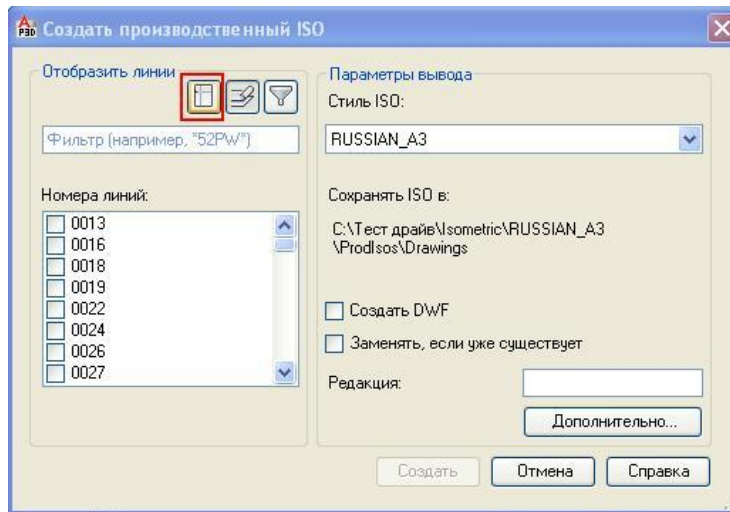 Создать производственный ISO
Отобразить линии
Фильтр (например, "52PW")
Номера линий:
0013
0016
0018
0019
0022
0024
0026
0027
Параметры вывода
Стиль ISO:
RUSSIAN_A3
Сохранять ISO в:
C:\Тест драйв\Isometric\RUSSIAN_A3
\ProdIsos\Drawings
Создать DWF
Заменять, если уже существует
Редакция:
Дополнительно...
Создать
Отмена
Справка